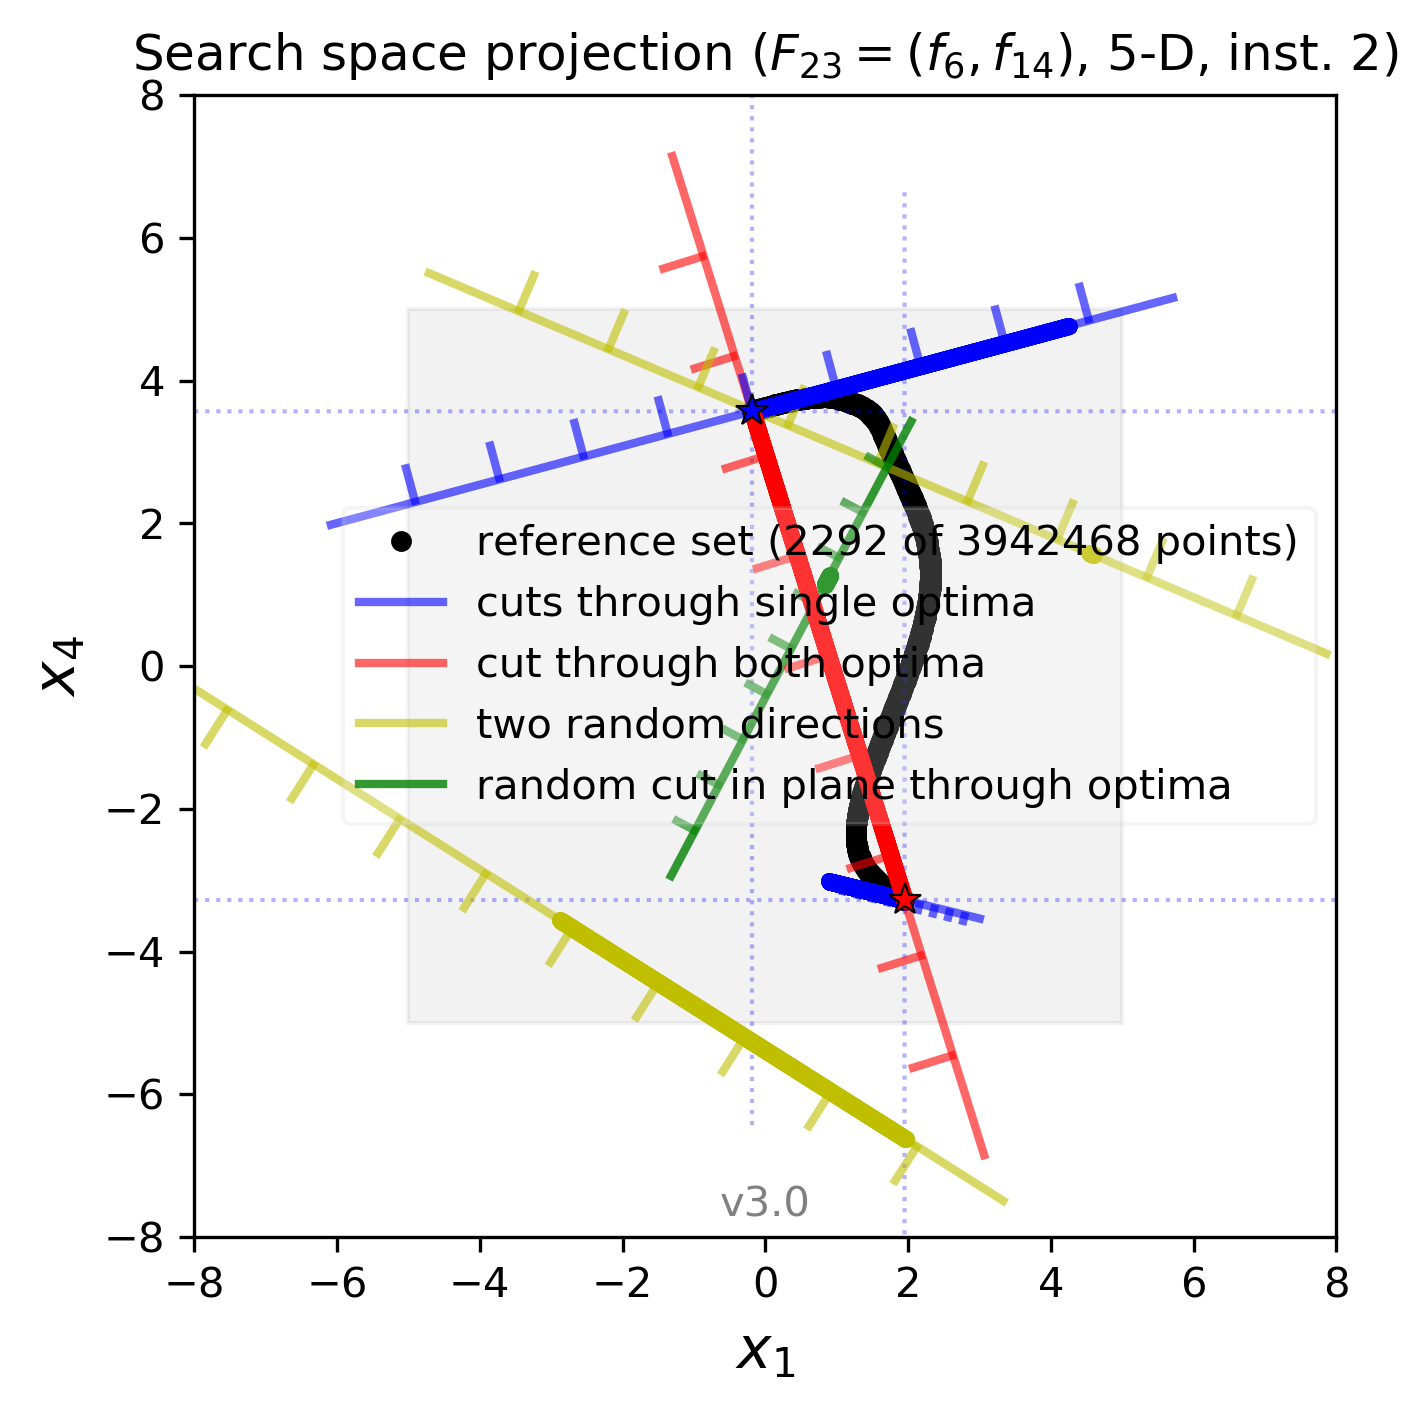 Search space projection (F23 = (f6, f14), 5-D, inst. 2)
8
6
4
2
0
−2
−4
−6
−8
x4
reference set (2292 of 3942468 points)
cuts through single optima
cut through both optima
two random directions
random cut in plane through optima
v3.0
−8 −6 −4 −2 0 2 4 6 8
x1